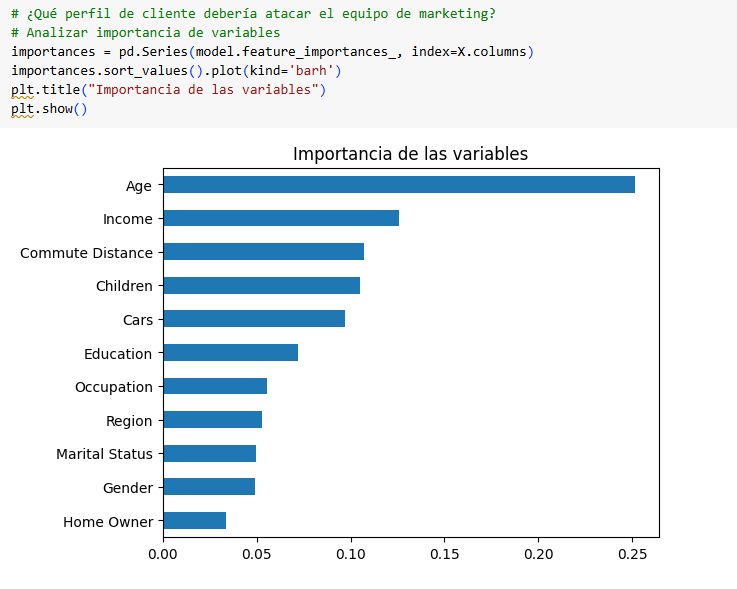 # ¿Qué perfil de cliente debería atacar el equipo de marketing?
# Analizar importancia de variables
importances = pd.Series(model.feature_importances_, index=X.columns)
importances.sort_values().plot(kind='barh')
plt.title("Importancia de las variables")
plt.show()
Importancia de las variables
Age
Income
Commute Distance
Children
Cars
Education
Occupation
Region
Marital Status
Gender
Home Owner
0.00 0.05 0.10 0.15 0.20 0.25